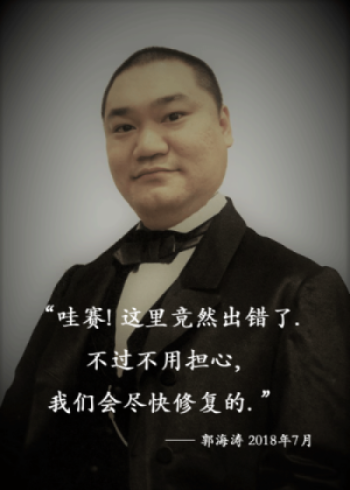 “哇赛! 这里竟然出错了.
不过不用担心,
我们会尽快修复的.”
—— 郭海涛 2018年7月